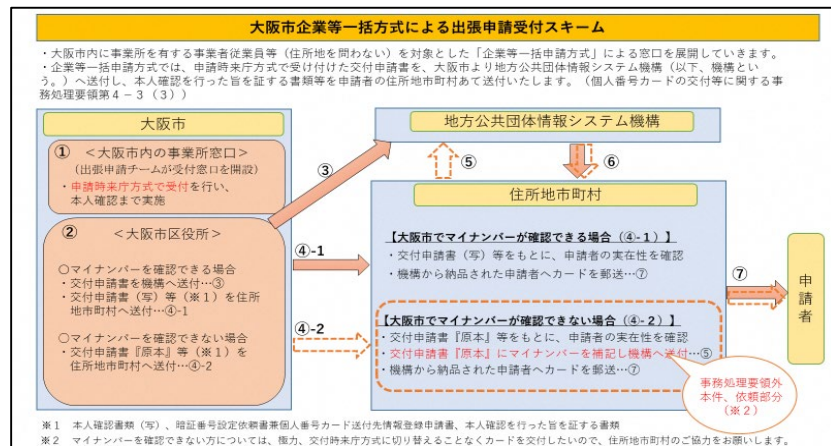 大阪市企業等一括方式による出張申請受付スキーム
・大阪市内に事業所を有する事業者従業員等（住所地を問わない）を対象とした「企業等一括申請方式」による窓口を展開していきます。
・企業等一括申請方式では、申請時来庁方式で受け付けた交付申請書を、大阪市より地方公共団体情報システム機構（以下、機構とい
う。）へ送付し、本人確認を行った旨を証する書類等を申請者の住所地市町村あて送付いたします。（個人番号カードの交付等に関する事
務処理要領第４－３（３））
大阪市
① ＜大阪市内の事業所窓口＞
（出張申請チームが受付窓口を開設）
・申請時来庁方式で受付を行い、
本人確認まで実施
② ＜大阪市区役所＞
○マイナンバーを確認できる場合
・交付申請書を機構へ送付…③
・交付申請書（写）等（※１）を住所
地市町村へ送付…④-1
○マイナンバーを確認できない場合
・交付申請書『原本』等（※１）を
住所地市町村へ送付…④-2
③
④-1
④-2
地方公共団体情報システム機構
⑤
⑥
住所地市町村
【大阪市でマイナンバーが確認できる場合（④-１）】
・交付申請書（写）等をもとに、申請者の実在性を確認
・機構から納品された申請者へカードを郵送…⑦
【大阪市でマイナンバーが確認できない場合（④-２）】
・交付申請書『原本』等をもとに、申請者の実在性を確認
・交付申請書『原本』にマイナンバーを補記し機構へ送付…⑤
・機構から納品された申請者へカードを郵送…⑦
⑦
申請者
事務処理要領外
本件、依頼部分
（※２）
※１ 本人確認書類（写）、暗証番号設定依頼書兼個人番号カード送付先情報登録申請書、本人確認を行った旨を証する書類
※２ マイナンバーを確認できない方については、極力、交付時来庁方式に切り替えることなくカードを交付したいので、住所地市町村のご協力をお願いします。